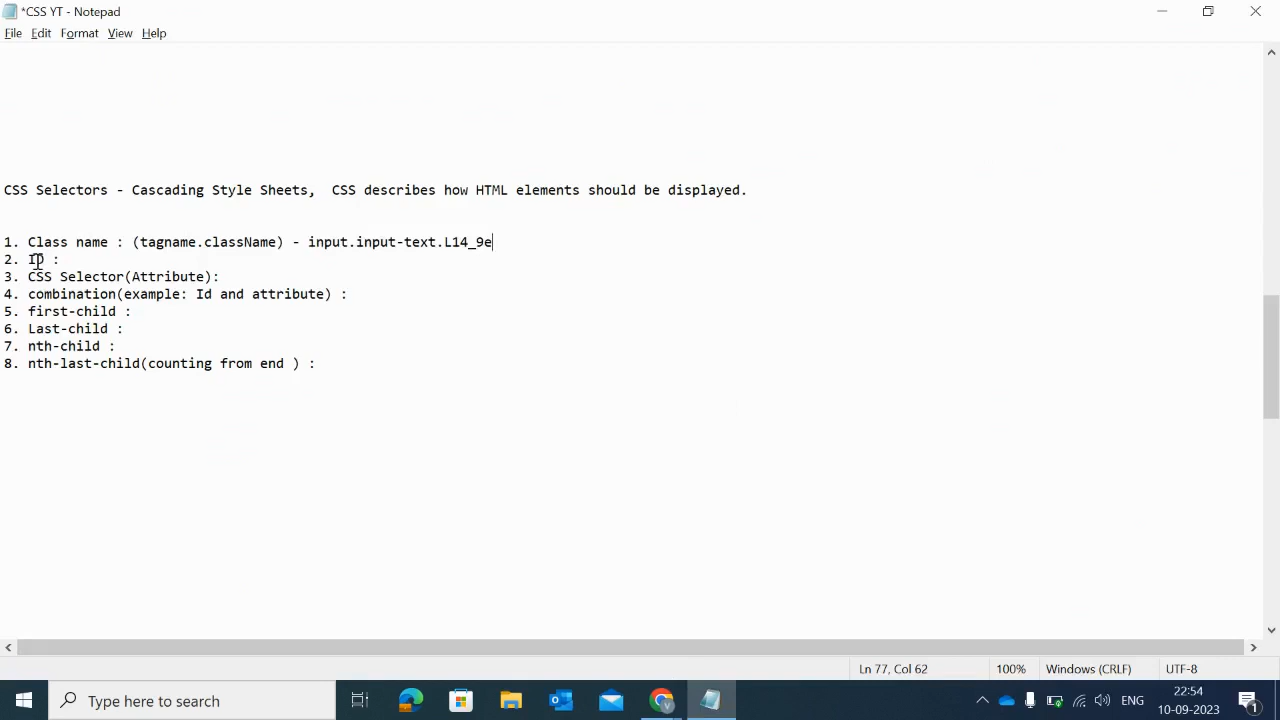 *CSS YT - Notepad
File Edit Format View Help
CSS Selectors - Cascading Style Sheets, CSS describes how HTML elements should be displayed.
1. Class name : (tagname.className) - input.input-text.L14_9e
2. ID :
3. CSS Selector(Attribute):
4. combination(example: Id and attribute) :
5. first-child :
6. Last-child :
7. nth-child :
8. nth-last-child(counting from end ) :
Ln 77, Col 62 100% Windows (CRLF) UTF-8
Type here to search
ENG
22:54
10-09-2023
1